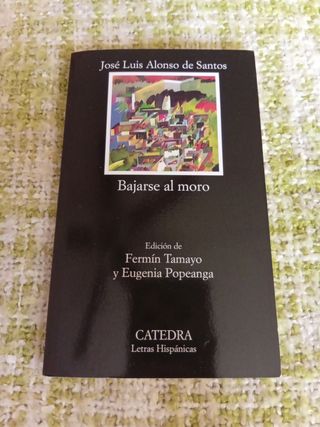 José Luis Alonso de Santos
Bajarse al moro
Edición de
Fermín Tamayo
y Eugenia Popeanga
CATEDRA
Letras Hispánicas